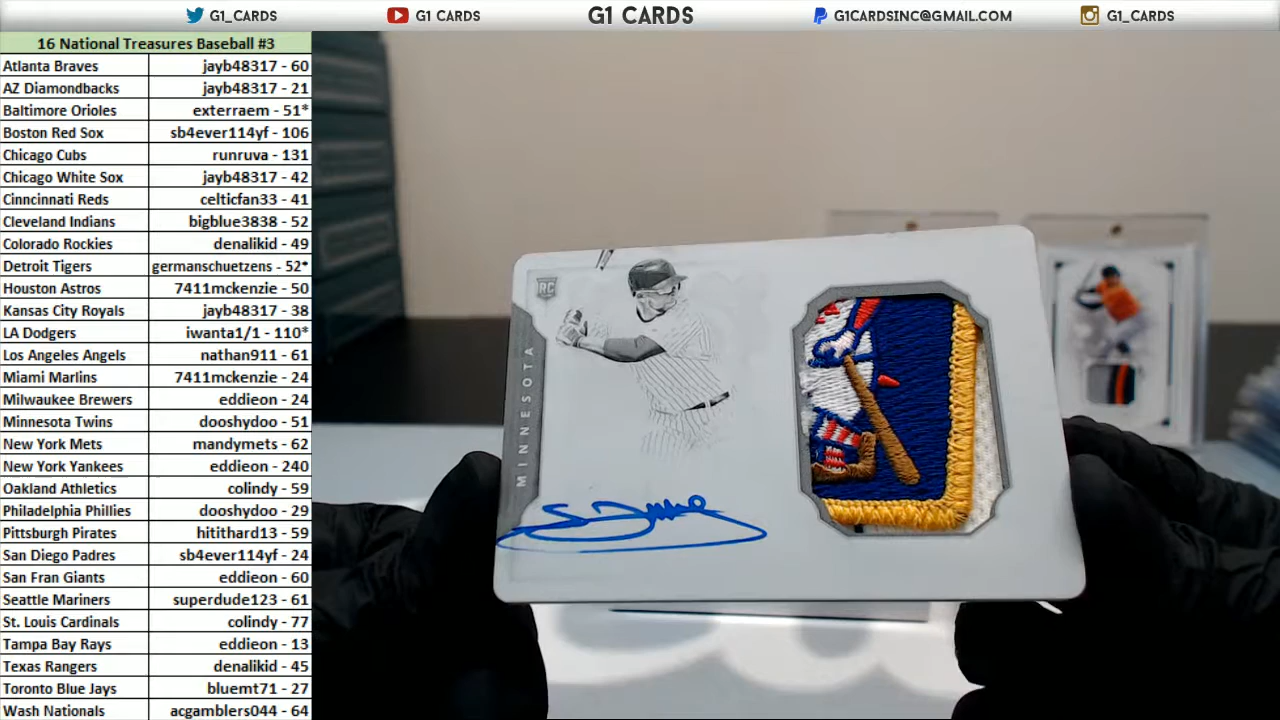 G1_CARDS G1 CARDS G1 CARDS G1CARDSINC@GMAIL.COM G1_CARDS
16 National Treasures Baseball #3
Atlanta Braves jayb48317 - 60
AZ Diamondbacks jayb48317 - 21
Baltimore Orioles exterraem - 51*
Boston Red Sox sb4ever114yf - 106
Chicago Cubs runruva - 131
Chicago White Sox jayb48317 - 42
Cinncinnati Reds celticfan33 - 41
Cleveland Indians bigblue3838 - 52
Colorado Rockies denalikid - 49
Detroit Tigers germanschuetzens - 52*
Houston Astros 7411mckenzie - 50
Kansas City Royals jayb48317 - 38
LA Dodgers iwanta1/1 - 110*
Los Angeles Angels nathan911 - 61
Miami Marlins 7411mckenzie - 24
Milwaukee Brewers eddieon - 24
Minnesota Twins dooshydoo - 51
New York Mets mandymets - 62
New York Yankees eddieon - 240
Oakland Athletics colindy - 59
Philadelphia Phillies dooshydoo - 29
Pittsburgh Pirates hitithard13 - 59
San Diego Padres sb4ever114yf - 24
San Fran Giants eddieon - 60
Seattle Mariners superdude123 - 61
St. Louis Cardinals colindy - 77
Tampa Bay Rays eddieon - 13
Texas Rangers denalikid - 45
Toronto Blue Jays bluemt71 - 27
Wash Nationals acgamblers044 - 64
RC
MINNESOTA